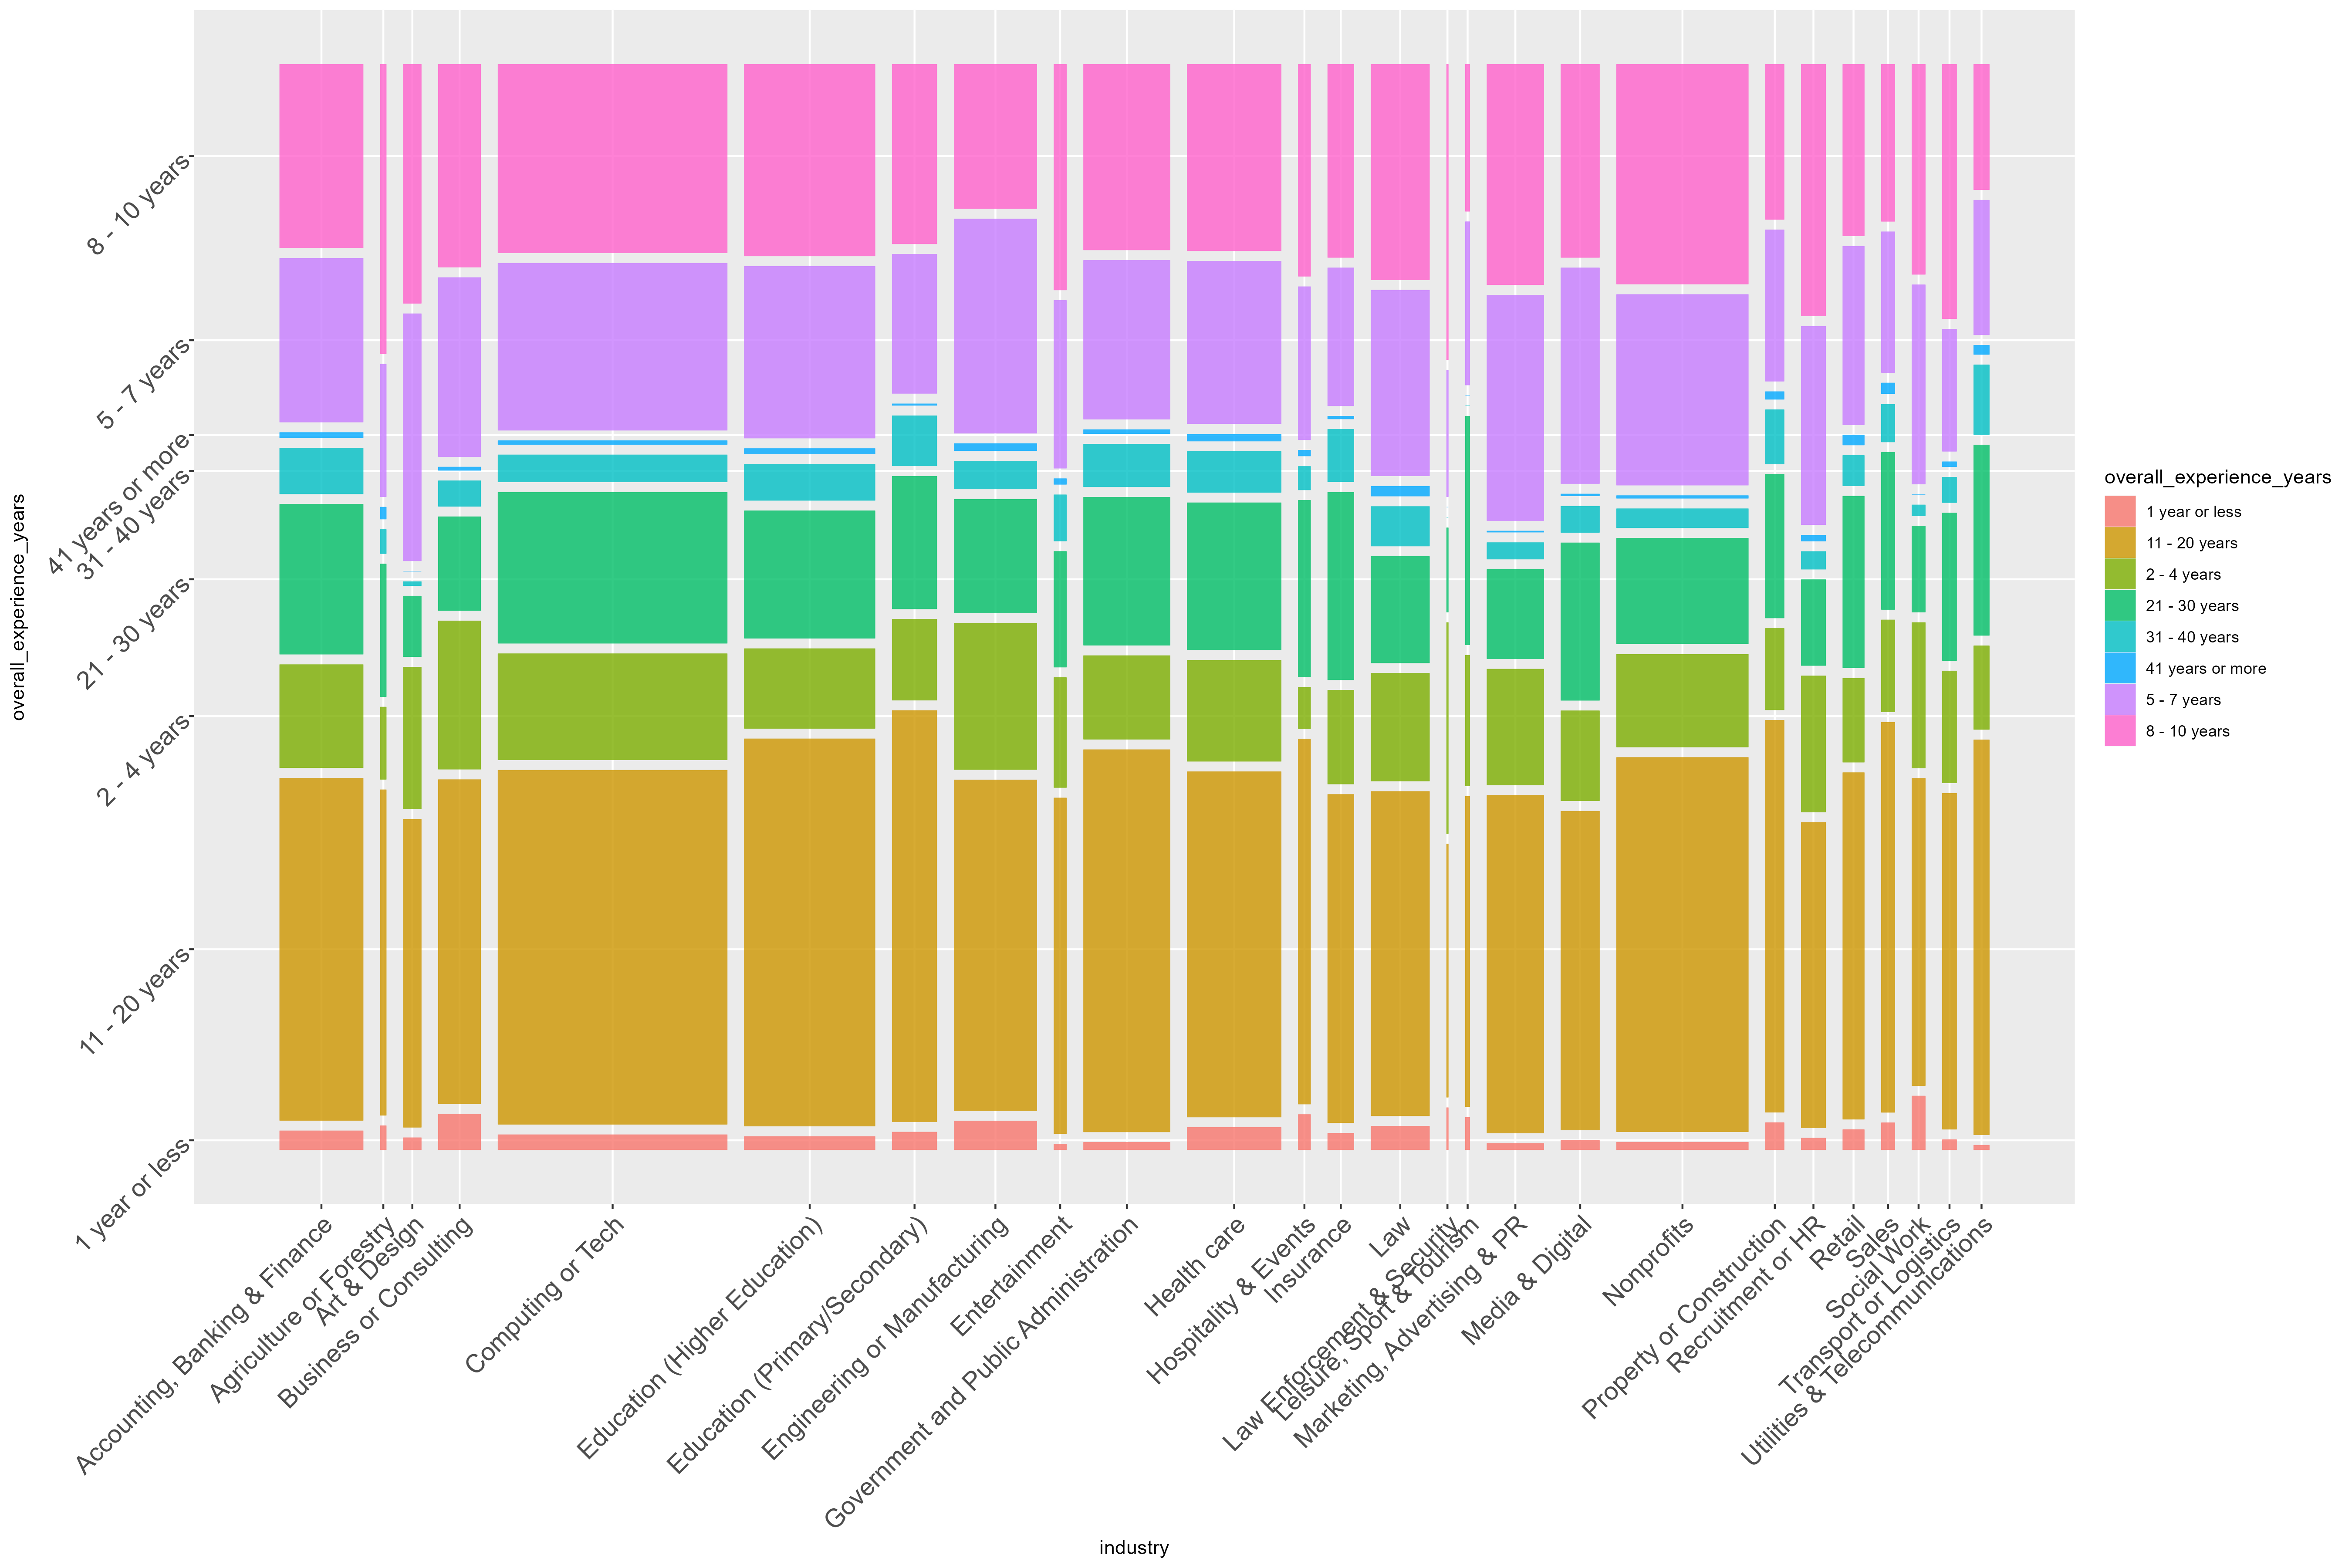 overall_experience_years
8 - 10 years
5 - 7 years
41 years or more
31 - 40 years
21 - 30 years
2 - 4 years
11 - 20 years
1 year or less
Accounting, Banking & Finance
Agriculture or Forestry
Art & Design
Business or Consulting
Computing or Tech
Education (Higher Education)
Education (Primary/Secondary)
Engineering or Manufacturing
Entertainment
Government and Public Administration
Health care
Hospitality & Events
Insurance
Law
Law Enforcement & Security
Leisure, Sport & Tourism
Marketing, Advertising & PR
Media & Digital
Nonprofits
Property or Construction
Recruitment or HR
Retail
Sales
Social Work
Transport or Logistics
Utilities & Telecommunications
industry
overall_experience_years
1 year or less
11 - 20 years
2 - 4 years
21 - 30 years
31 - 40 years
41 years or more
5 - 7 years
8 - 10 years